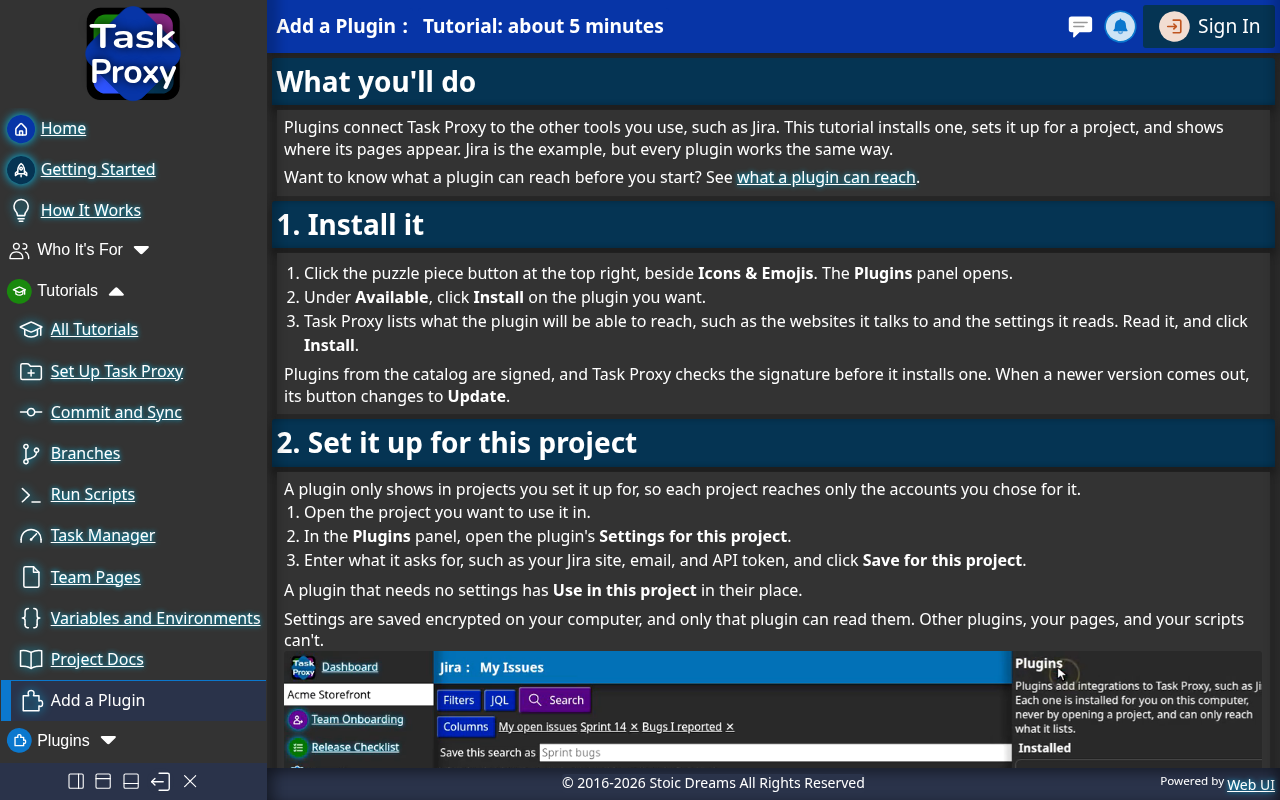 Task
Proxy
Home
Getting Started
How It Works
Who It's For
Tutorials
All Tutorials
Set Up Task Proxy
Commit and Sync
Branches
Run Scripts
Task Manager
Team Pages
Variables and Environments
Project Docs
Add a Plugin
Plugins
Add a Plugin : Tutorial: about 5 minutes
Sign In
What you'll do
Plugins connect Task Proxy to the other tools you use, such as Jira. This tutorial installs one, sets it up for a project, and shows
where its pages appear. Jira is the example, but every plugin works the same way.
Want to know what a plugin can reach before you start? See what a plugin can reach.
1. Install it
1. Click the puzzle piece button at the top right, beside Icons & Emojis. The Plugins panel opens.
2. Under Available, click Install on the plugin you want.
3. Task Proxy lists what the plugin will be able to reach, such as the websites it talks to and the settings it reads. Read it, and click
Install.
Plugins from the catalog are signed, and Task Proxy checks the signature before it installs one. When a newer version comes out,
its button changes to Update.
2. Set it up for this project
A plugin only shows in projects you set it up for, so each project reaches only the accounts you chose for it.
1. Open the project you want to use it in.
2. In the Plugins panel, open the plugin's Settings for this project.
3. Enter what it asks for, such as your Jira site, email, and API token, and click Save for this project.
A plugin that needs no settings has Use in this project in their place.
Settings are saved encrypted on your computer, and only that plugin can read them. Other plugins, your pages, and your scripts
can't.
Task
Proxy
Dashboard
Acme Storefront
Team Onboarding
Release Checklist
Jira : My Issues
Filters JQL Search
Columns My open issues Sprint 14 × Bugs I reported ×
Save this search as Sprint bugs
Plugins
Plugins add integrations to Task Proxy, such as Ji
Each one is installed for you on this computer,
never by opening a project, and can only reach
what it lists.
Installed
© 2016-2026 Stoic Dreams All Rights Reserved
Powered by Web UI